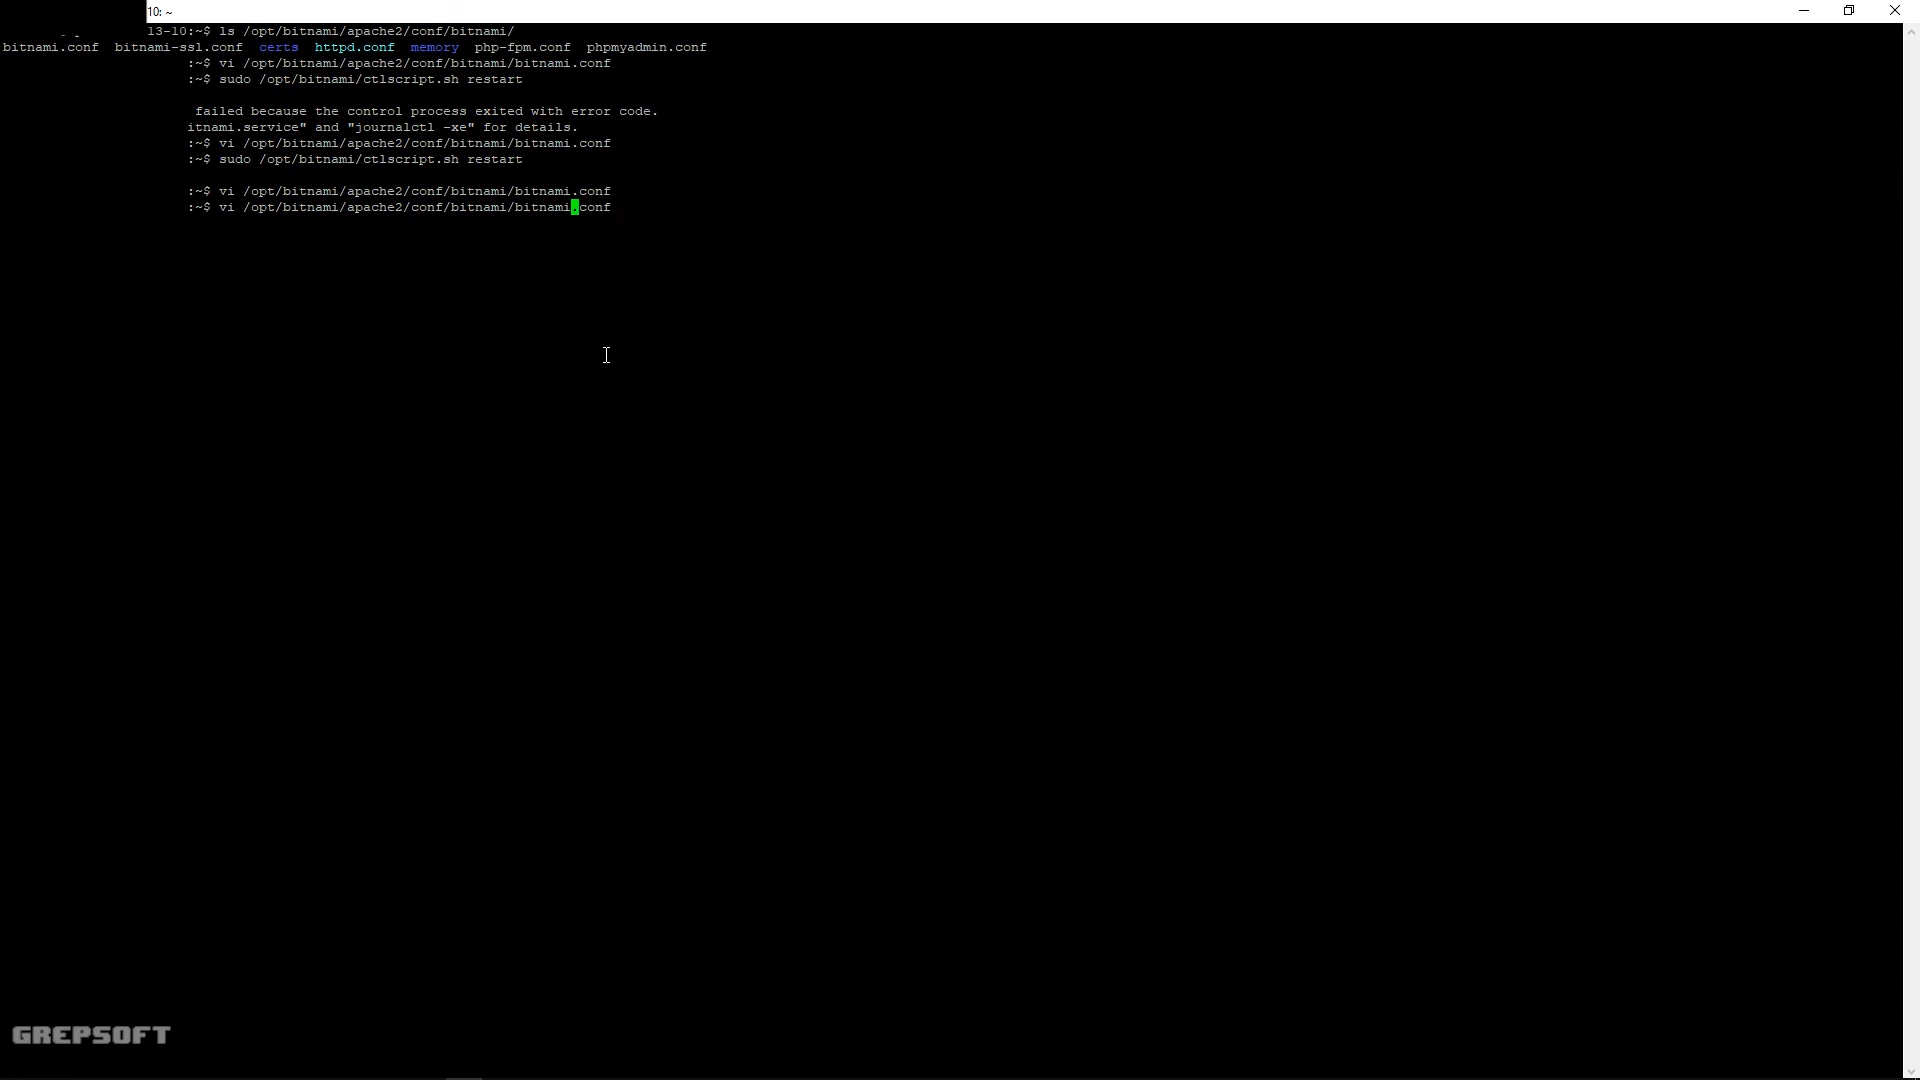 10: ~
13-10:~$ ls /opt/bitnami/apache2/conf/bitnami/
bitnami.conf  bitnami-ssl.conf  certs  httpd.conf  memory  php-fpm.conf  phpmyadmin.conf
:~$ vi /opt/bitnami/apache2/conf/bitnami/bitnami.conf
:~$ sudo /opt/bitnami/ctlscript.sh restart
failed because the control process exited with error code.
itnami.service" and "journalctl -xe" for details.
:~$ vi /opt/bitnami/apache2/conf/bitnami/bitnami.conf
:~$ sudo /opt/bitnami/ctlscript.sh restart
:~$ vi /opt/bitnami/apache2/conf/bitnami/bitnami.conf
:~$ vi /opt/bitnami/apache2/conf/bitnami/bitnami.conf
GREPSOFT